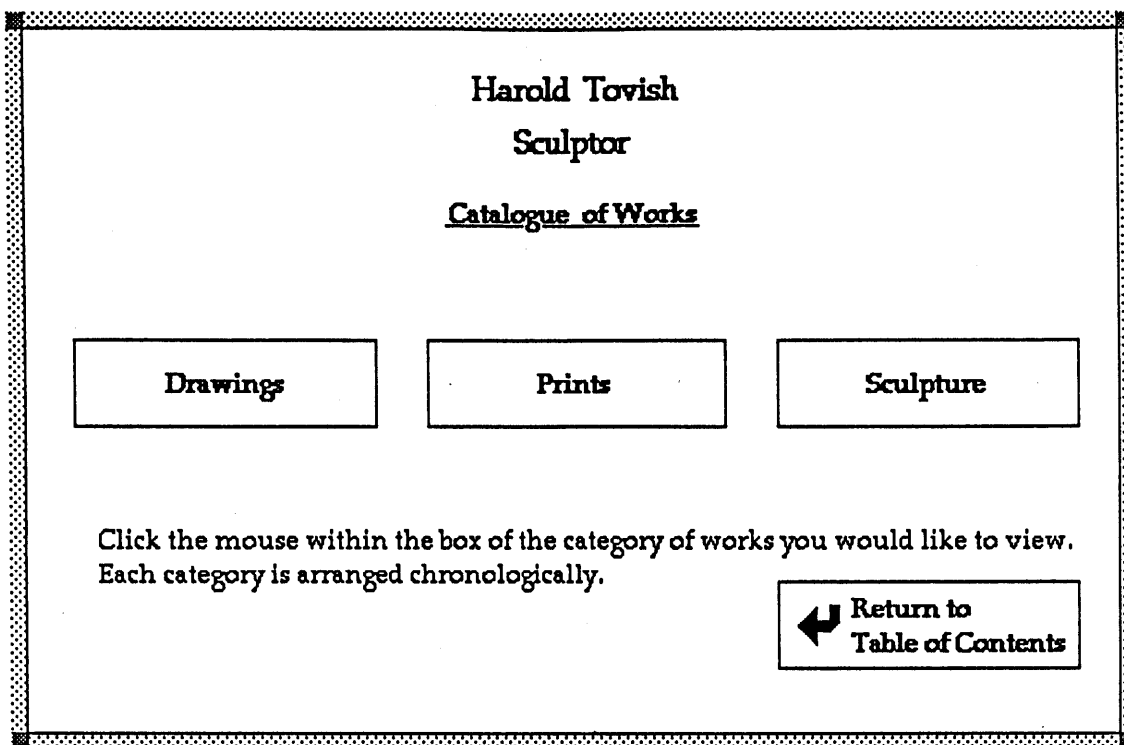 Harold Tovish
Sculptor
Catalogue of Works
Drawings
Prints
Sculpture
Click the mouse within the box of the category of works you would like to view.
Each category is arranged chronologically.
Return to
Table of Contents